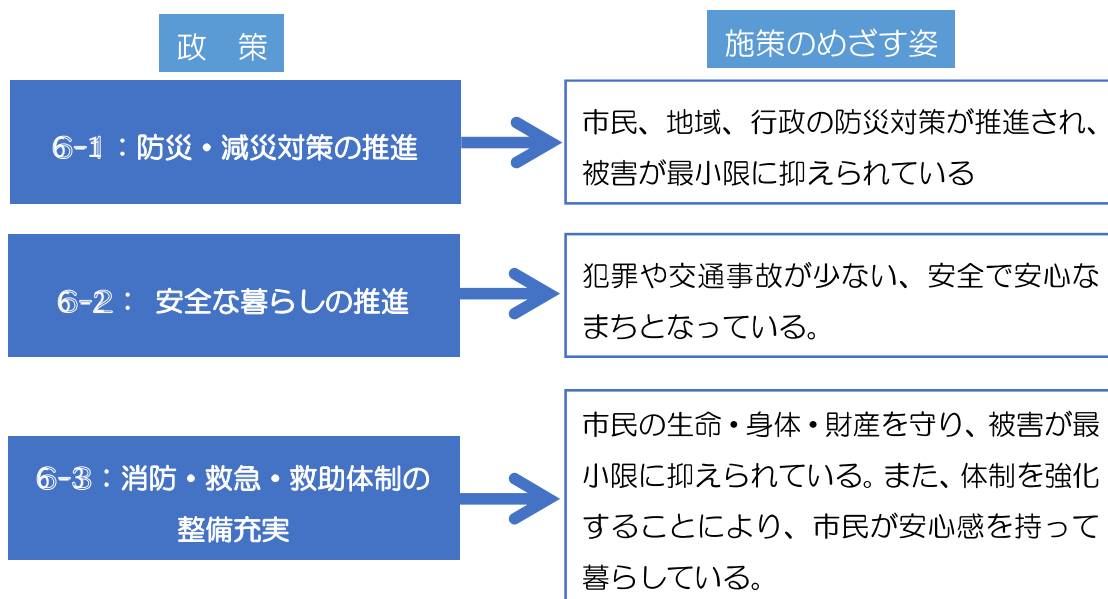 政　策
施策のめざす姿
6-1：防災・減災対策の推進
市民、地域、行政の防災対策が推進され、
被害が最小限に抑えられている
6-2： 安全な暮らしの推進
犯罪や交通事故が少ない、安全で安心な
まちとなっている。
6-3：消防・救急・救助体制の
整備充実
市民の生命・身体・財産を守り、被害が最
小限に抑えられている。また、体制を強化
することにより、市民が安心感を持って
暮らしている。